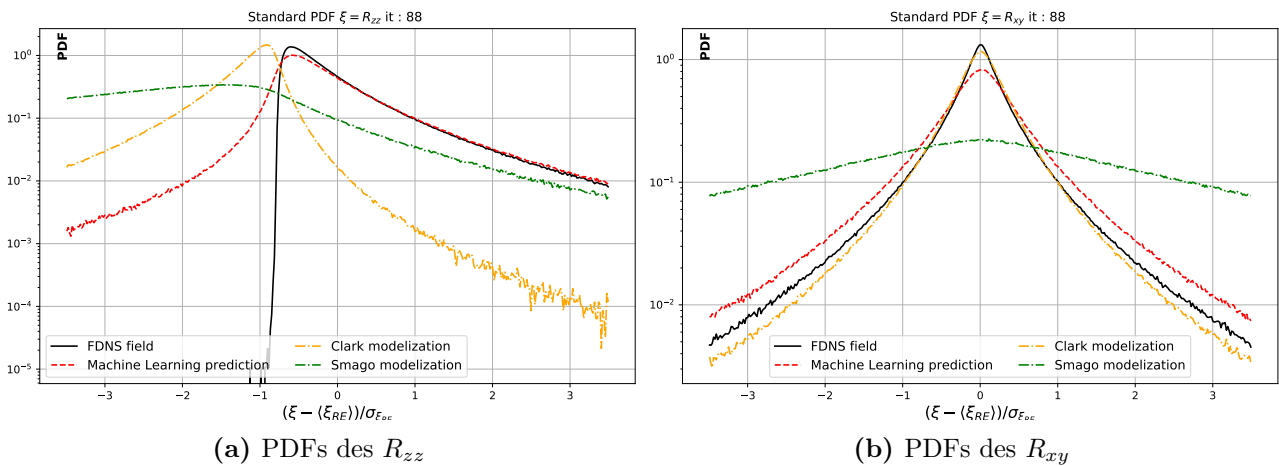 Standard PDF ξ = R_zz it : 88
PDF
10^0
10^-1
10^-2
10^-3
10^-4
10^-5
FDNS field
Machine Learning prediction
Clark modelization
Smago modelization
−3 −2 −1 0 1 2 3
(ξ − ⟨ξ_RE⟩)/σ_ξ
(a) PDFs des R_zz
Standard PDF ξ = R_xy it : 88
PDF
10^0
10^-1
10^-2
FDNS field
Machine Learning prediction
Clark modelization
Smago modelization
−3 −2 −1 0 1 2 3
(ξ − ⟨ξ_RE⟩)/σ_ξ
(b) PDFs des R_xy